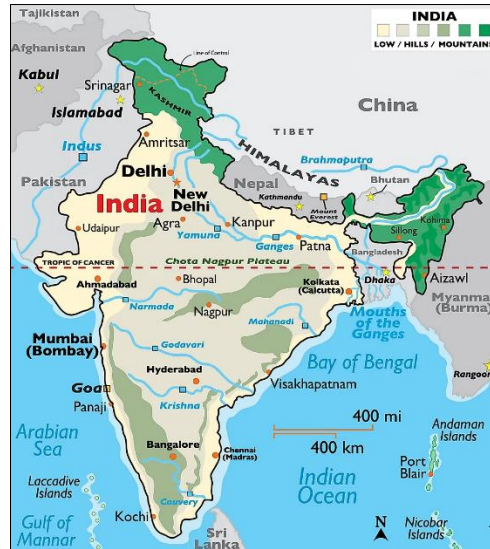 Tajikistan
INDIA
LOW / HILLS / MOUNTAINS
Afghanistan
Line of Control
Kabul
Srinagar
KASHMIR
Islamabad
China
TIBET
Amritsar
HIMALAYAS
Indus
Brahmaputra
Delhi
Pakistan
New
Delhi
Nepal
Bhutan
India
Kathmandu
Mount
Everest
Kohima
Agra
Kanpur
Sillong
Udaipur
Yamuna
Ganges
Patna
Bangladesh
Chota Nagpur Plateau
TROPIC OF CANCER
Dhaka
Ahmadabad
Bhopal
Kolkata
(Calcutta)
Aizawl
Myanmar
(Burma)
Narmada
Nagpur
Mahanadi
Mouths
of the
Ganges
Mumbai
(Bombay)
Godavari
Rangoon
Bay of Bengal
Hyderabad
Visakhapatnam
Goa
Krishna
Panaji
400 mi
400 km
Arabian
Sea
Andaman
Islands
Bangalore
Chennai
(Madras)
Indian
Ocean
Port
Blair
Laccadive
Islands
Cauvery
Kochi
Nicobar
Islands
Gulf of
Mannar
Sri
Lanka
N